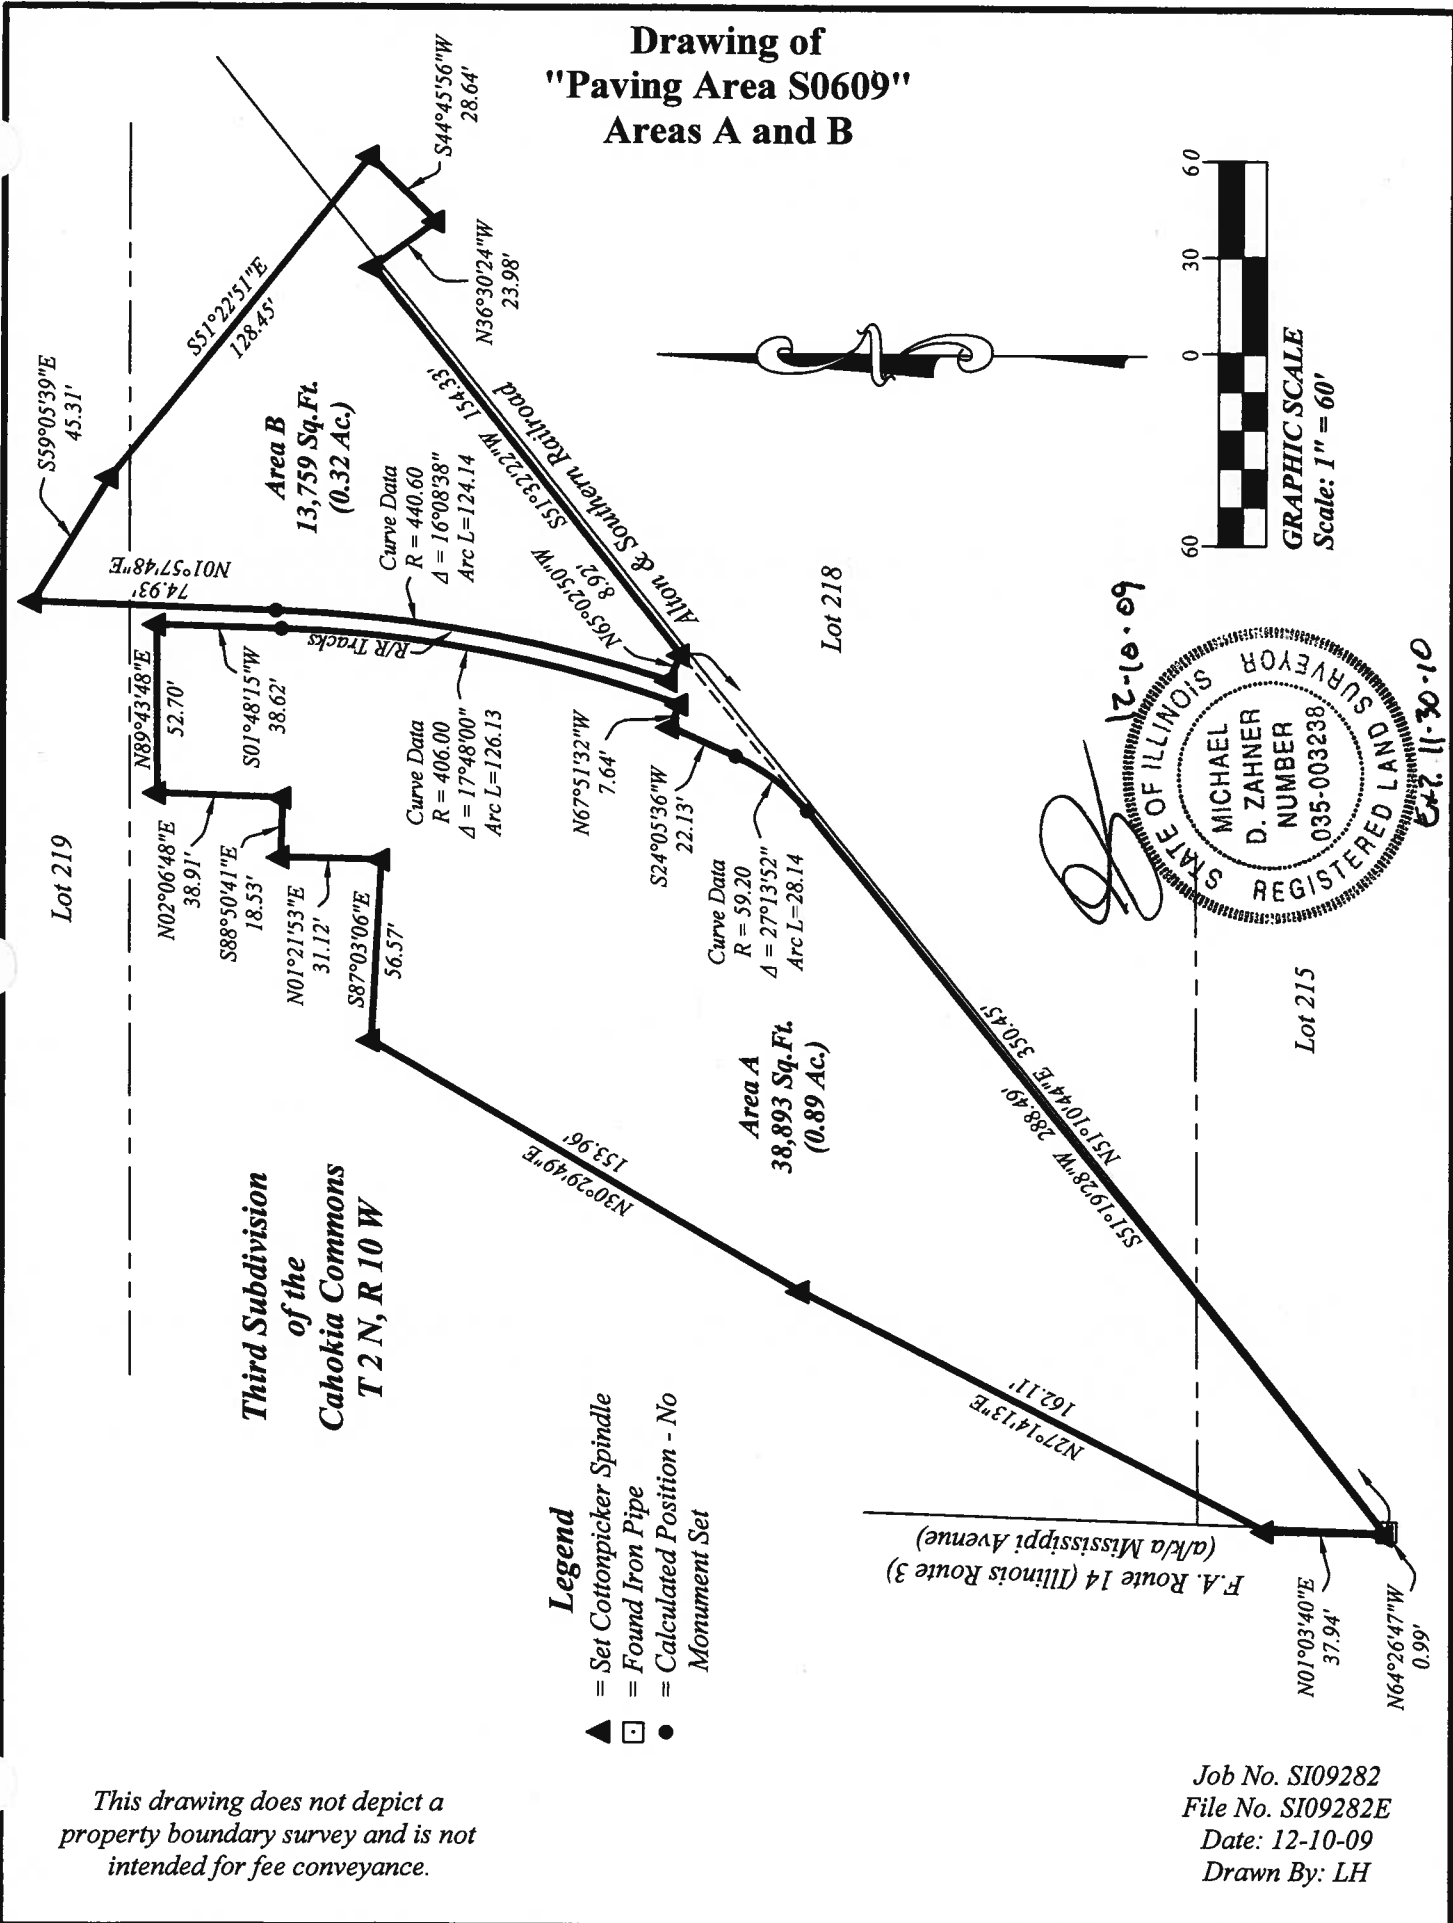 Drawing of
"Paving Area S0609"
Areas A and B
S44°45'56"W
28.64'
S59°05'39"E
45.31'
S51°22'51"E
128.45'
N36°30'24"W
23.98'
Area B
13,759 Sq.Ft.
(0.32 Ac.)
S51°32'22"W 154.33'
Alton & Southern Railroad
N01°57'48"E
74.93'
Curve Data
R = 440.60
Δ = 16°08'38"
Arc L=124.14
N65°02'50"W
8.92'
R/R Tracks
N89°43'48"E
52.70'
S01°48'15"W
38.62'
Curve Data
R = 406.00
Δ = 17°48'00"
Arc L=126.13
N67°51'32"W
7.64'
S24°05'36"W
22.13'
Lot 219
N02°06'48"E
38.91'
S88°50'41"E
18.53'
N01°21'53"E
31.12'
S87°03'06"E
56.57'
Curve Data
R = 59.20
Δ = 27°13'52"
Arc L=28.14
Lot 218
60
30
0
60
GRAPHIC SCALE
Scale: 1" = 60'
12-10-09
STATE OF ILLINOIS
REGISTERED LAND SURVEYOR
MICHAEL
D. ZAHNER
NUMBER
035-003238
Exp. 11-30-10
Area A
38,893 Sq.Ft.
(0.89 Ac.)
Lot 215
S51°19'28"W 288.49'
N51°10'44"E 350.45'
N30°29'49"E
153.96'
Third Subdivision
of the
Cahokia Commons
T 2 N, R 10 W
N27°14'13"E
162.11'
Legend
= Set Cottonpicker Spindle
= Found Iron Pipe
= Calculated Position - No
Monument Set
F.A. Route 14 (Illinois Route 3)
(a/k/a Mississippi Avenue)
N01°03'40"E
37.94'
N64°26'47"W
0.99'
This drawing does not depict a
property boundary survey and is not
intended for fee conveyance.
Job No. SI09282
File No. SI09282E
Date: 12-10-09
Drawn By: LH